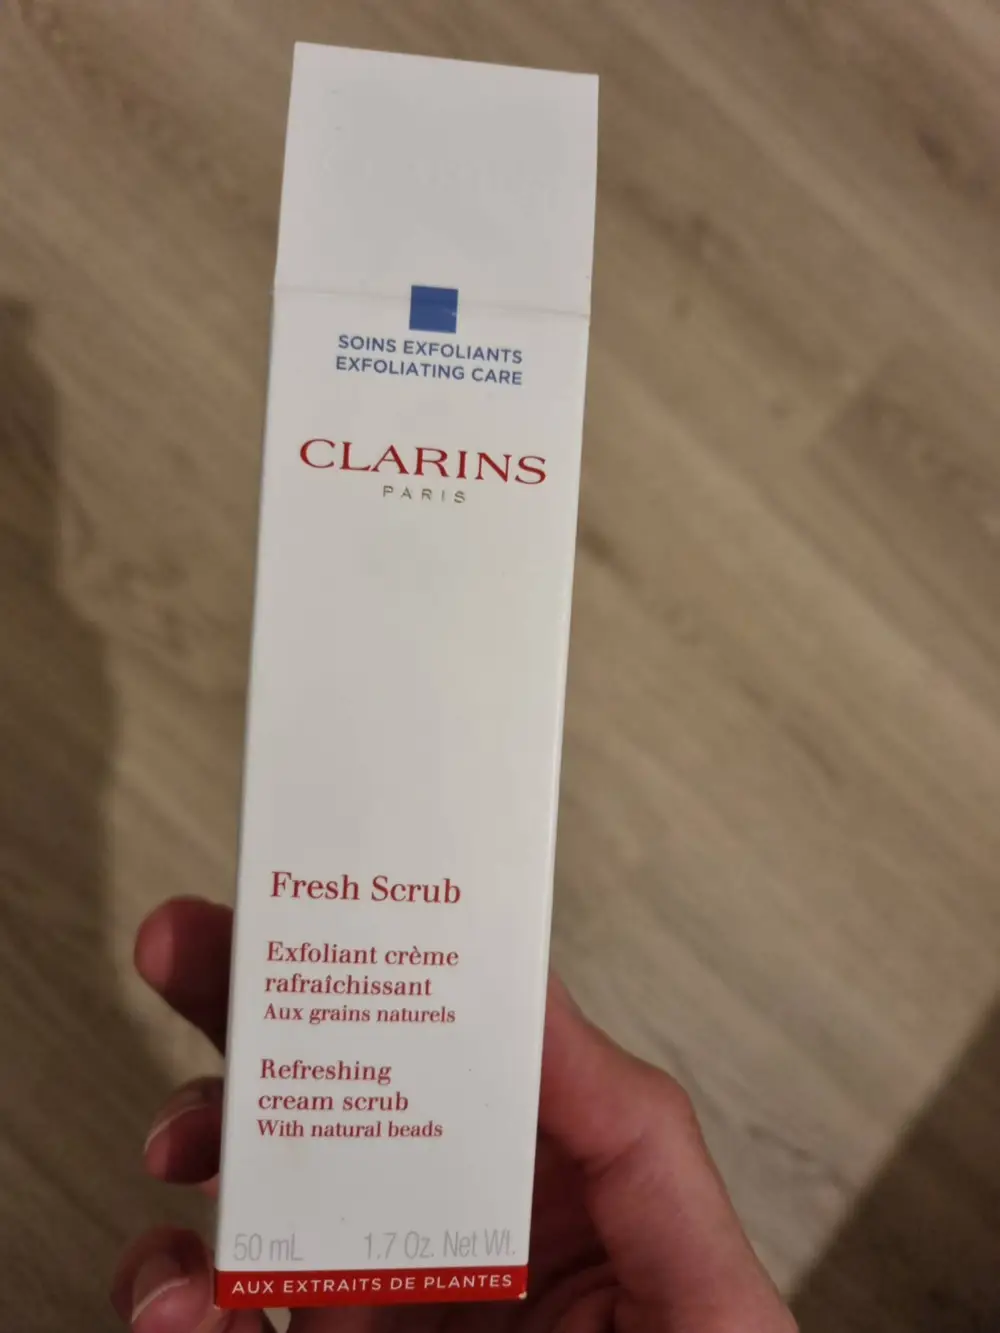 SOINS EXFOLIANTS
EXFOLIATING CARE
CLARINS
PARIS
Fresh Scrub
Exfoliant crème
rafraîchissant
Aux grains naturels
Refreshing
cream scrub
With natural beads
50 mL 1.7 Oz. Net Wt.
AUX EXTRAITS DE PLANTES